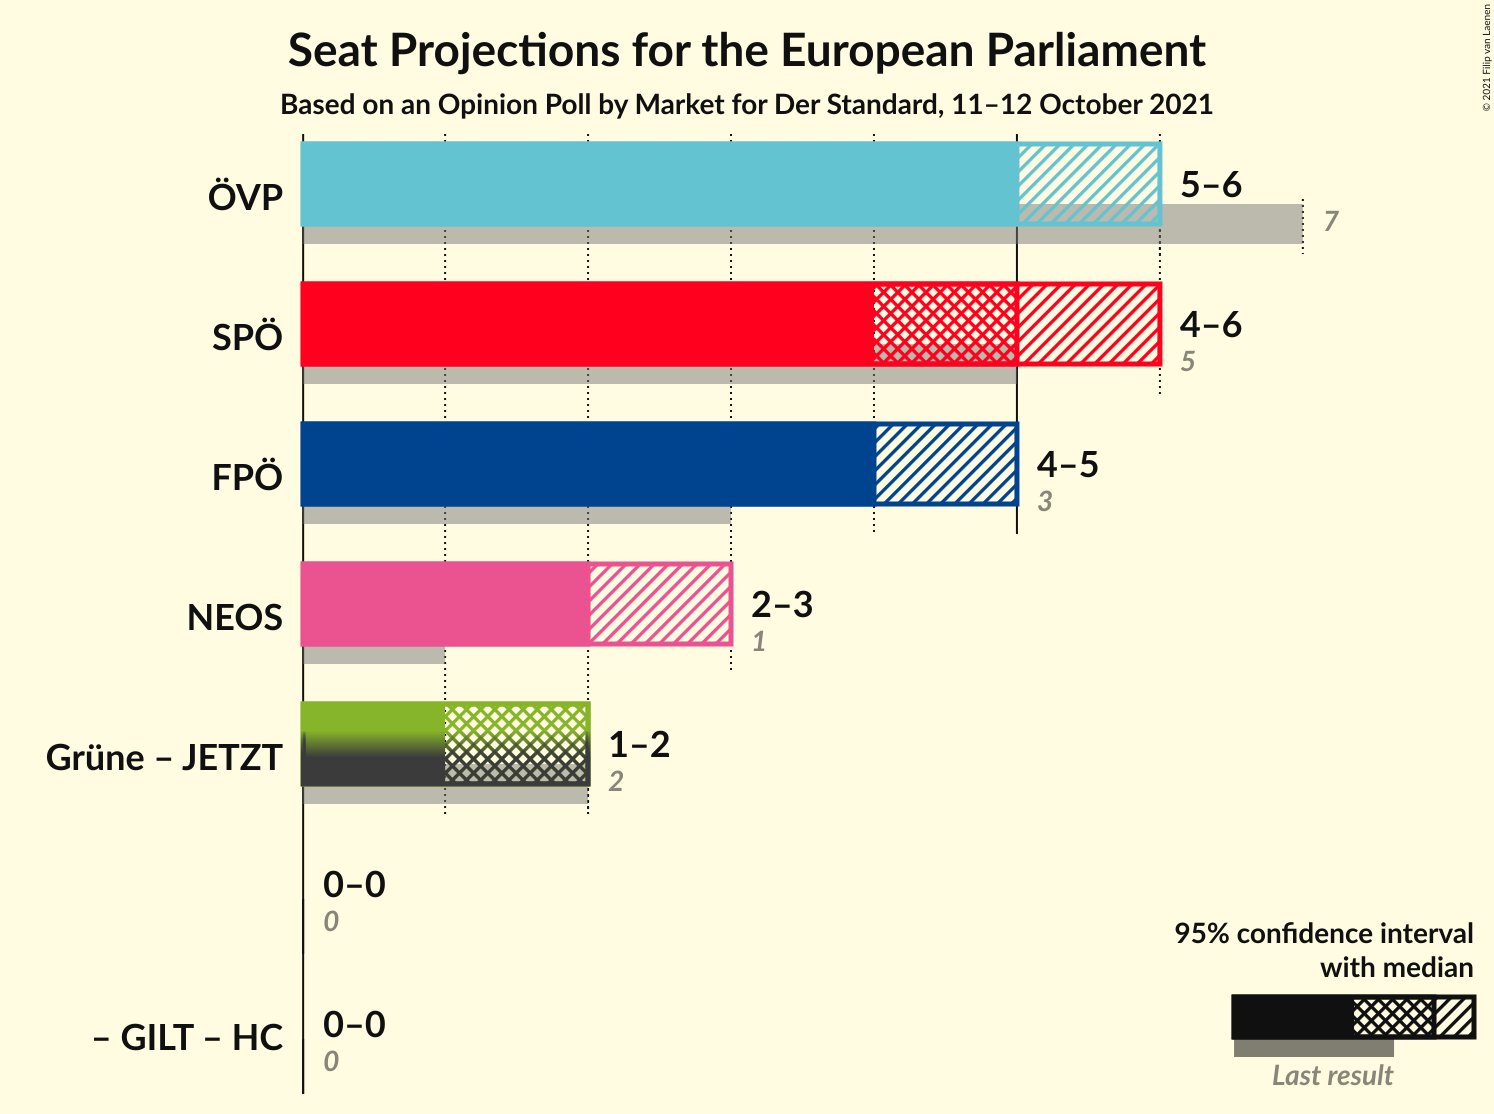 Seat Projections for the European Parliament
Based on an Opinion Poll by Market for Der Standard, 11–12 October 2021
© 2021 Filip van Laenen
ÖVP
5–6
7
SPÖ
4–6
5
FPÖ
4–5
3
NEOS
2–3
1
Grüne – JETZT
1–2
2
0–0
0
– GILT – HC
0–0
0
95% confidence interval
with median
Last result